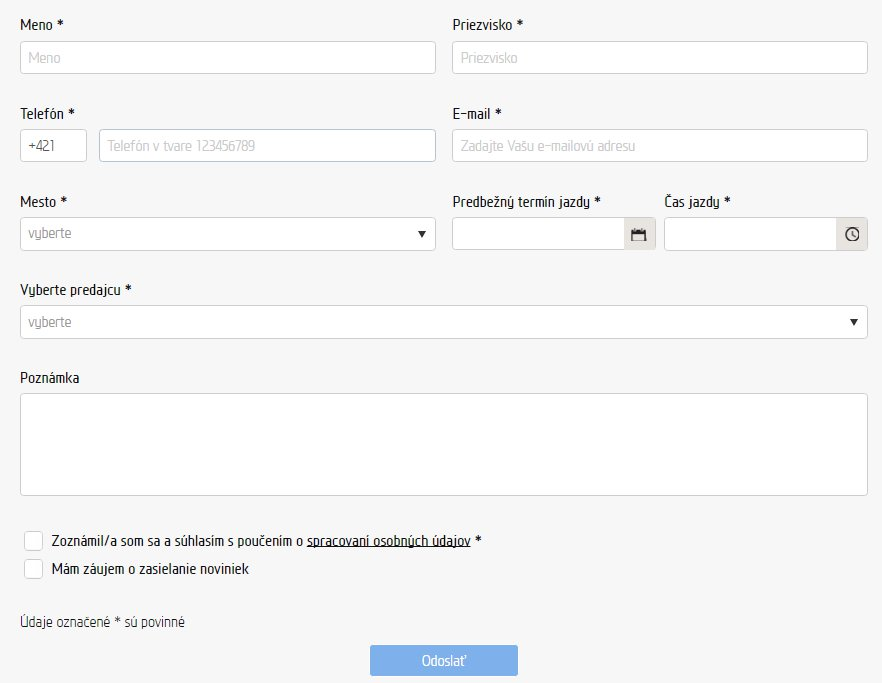 Meno * Priezvisko *
Meno Priezvisko
Telefón * E-mail *
+421 Telefón v tvare 123456789 Zadajte Vašu e-mailovú adresu
Mesto * Predbežný termín jazdy * Čas jazdy *
vyberte
Vyberte predajcu *
vyberte
Poznámka
Zoznámil/a som sa a súhlasím s poučením o spracovaní osobných údajov *
Mám záujem o zasielanie noviniek
Údaje označené * sú povinné
Odoslať